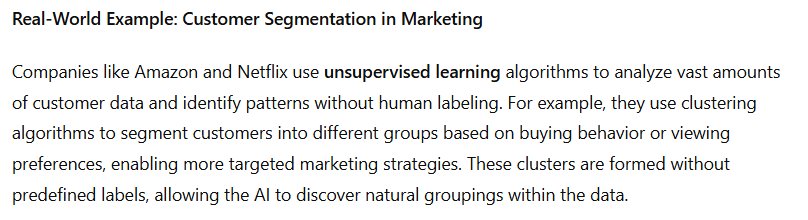 Real-World Example: Customer Segmentation in Marketing
Companies like Amazon and Netflix use unsupervised learning algorithms to analyze vast amounts
of customer data and identify patterns without human labeling. For example, they use clustering
algorithms to segment customers into different groups based on buying behavior or viewing
preferences, enabling more targeted marketing strategies. These clusters are formed without
predefined labels, allowing the AI to discover natural groupings within the data.